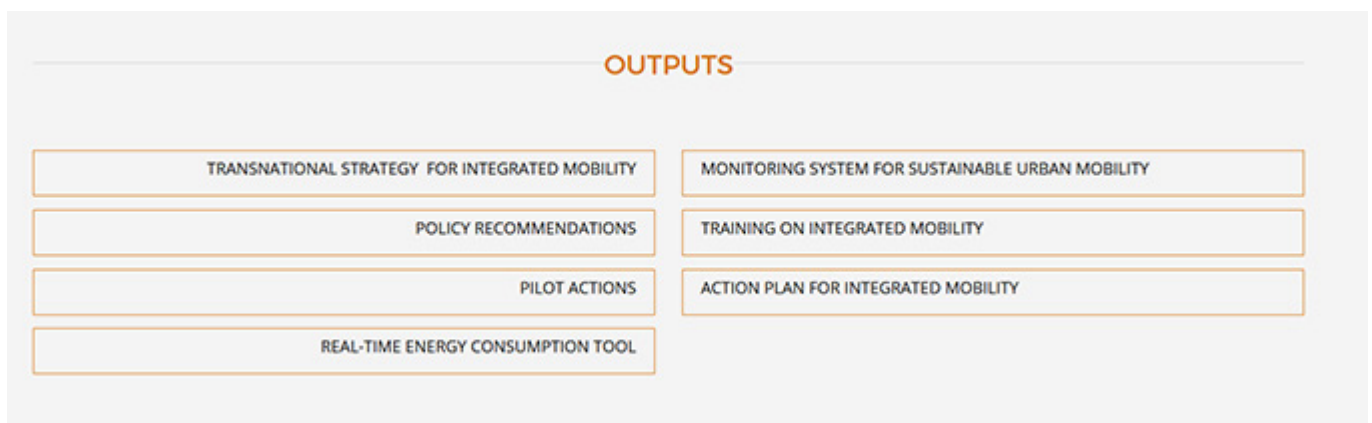 OUTPUTS
TRANSNATIONAL STRATEGY FOR INTEGRATED MOBILITY
MONITORING SYSTEM FOR SUSTAINABLE URBAN MOBILITY
POLICY RECOMMENDATIONS
TRAINING ON INTEGRATED MOBILITY
PILOT ACTIONS
ACTION PLAN FOR INTEGRATED MOBILITY
REAL-TIME ENERGY CONSUMPTION TOOL